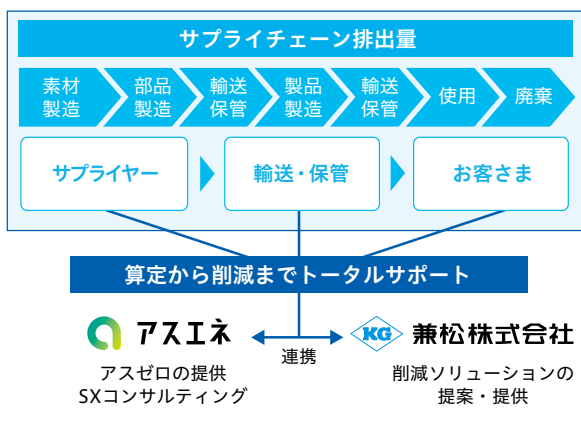 サプライチェーン排出量
素材
製造
部品
製造
輸送
保管
製品
製造
輸送
保管
使用
廃棄
サプライヤー
輸送・保管
お客さま
算定から削減までトータルサポート
アスエネ
連携
KG 兼松株式会社
アスゼロの提供
SXコンサルティング
削減ソリューションの
提案・提供